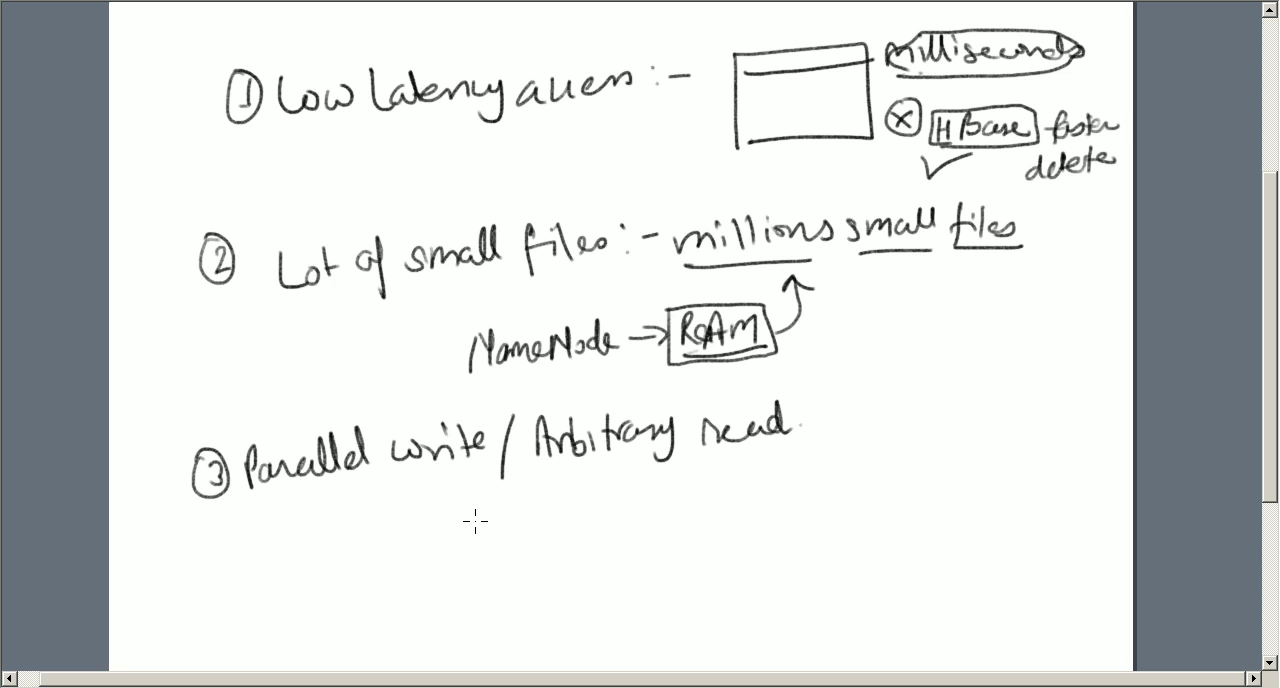 ① Low latency access :- milliseconds
Ⓧ HBase - faster
delete
② Lot of small files :- millions small files
NameNode → RAM
③ Parallel write / Arbitrary read.